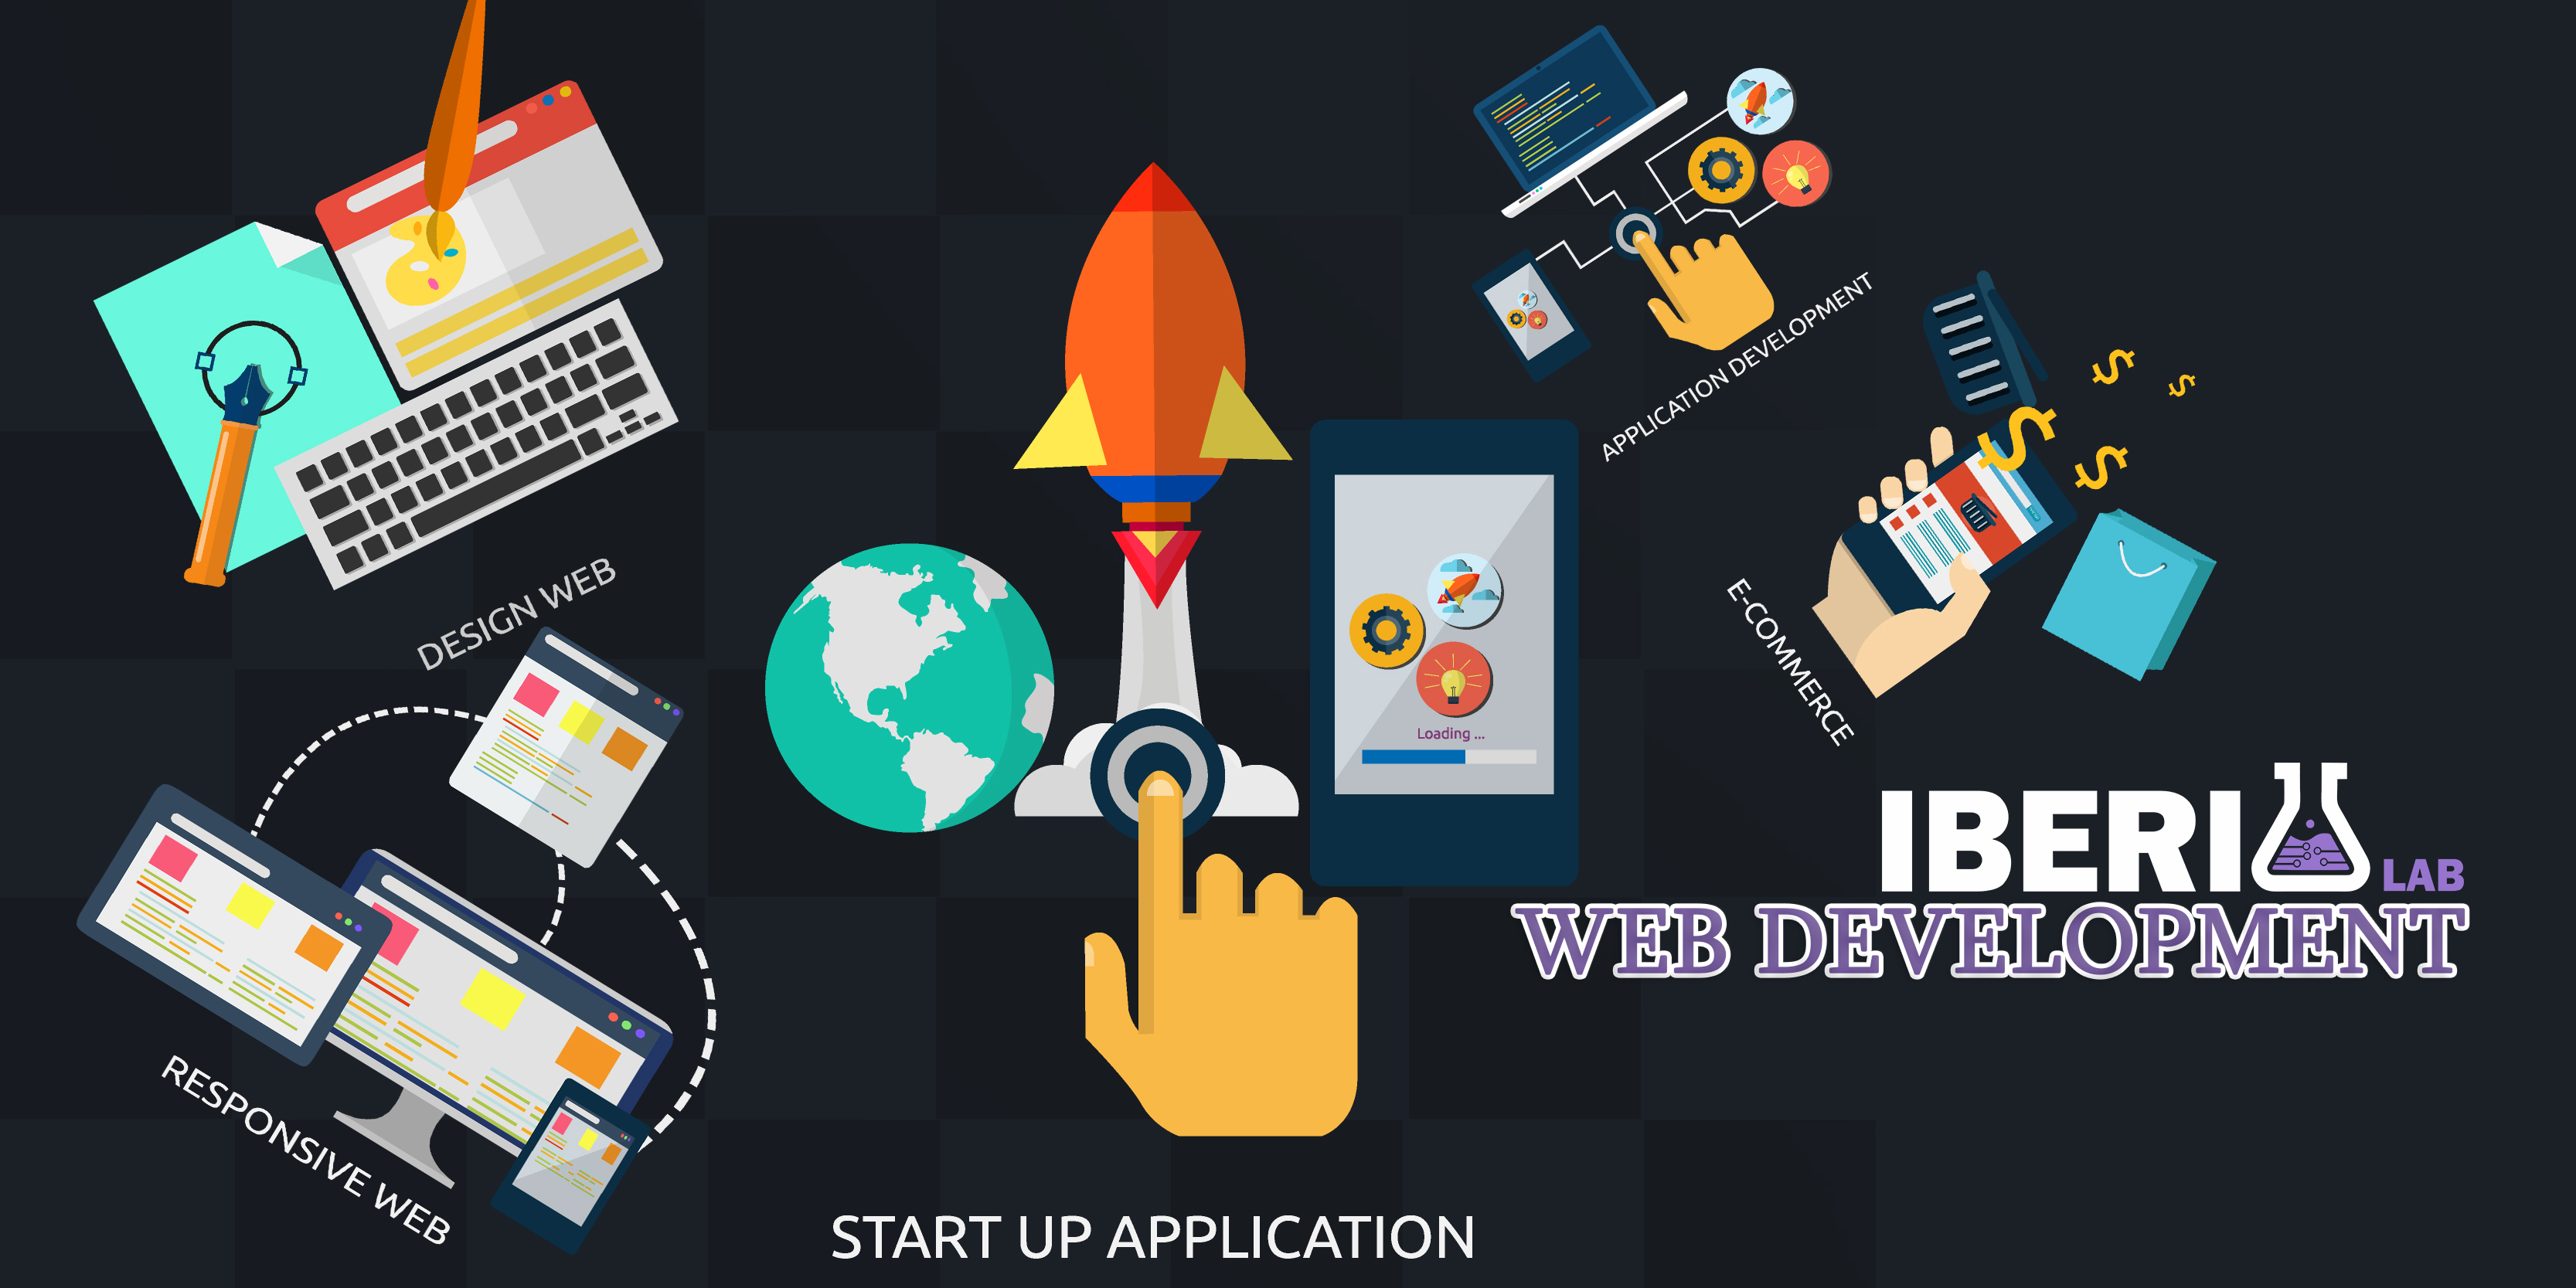 DESIGN WEB
APPLICATION DEVELOPMENT
E-COMMERCE
Loading ...
IBERIA LAB
WEB DEVELOPMENT
RESPONSIVE WEB
START UP APPLICATION